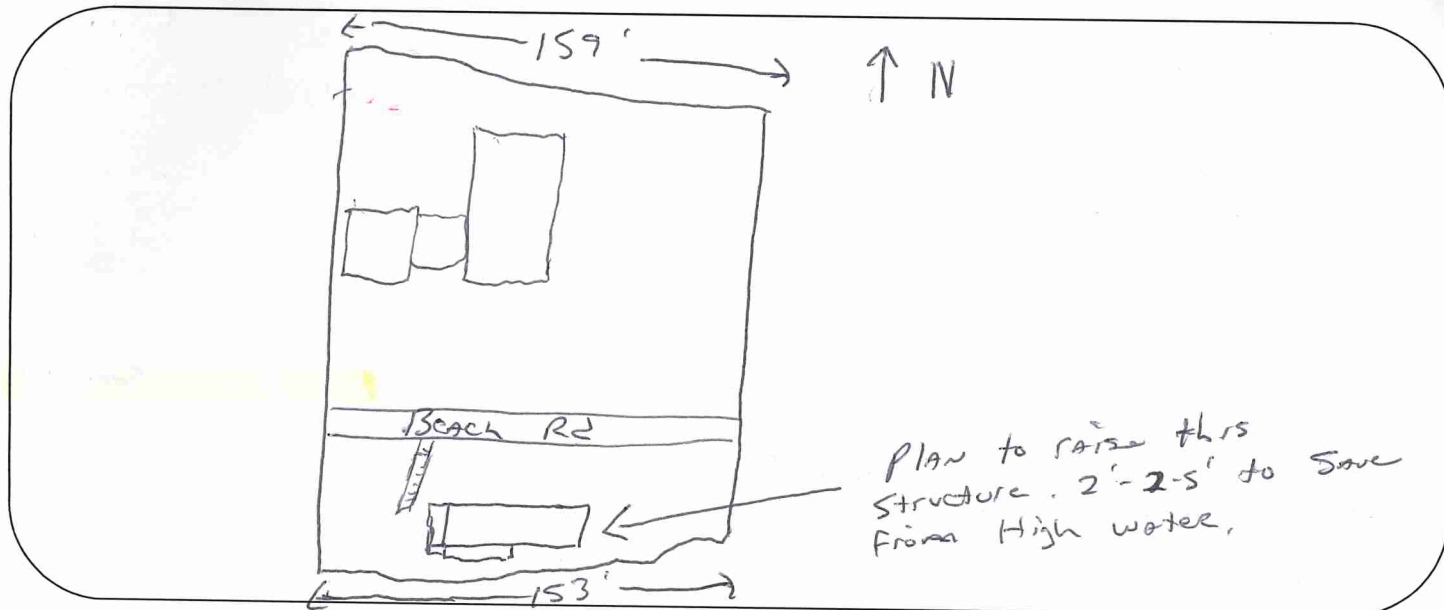 159'
↑ N
Beach Rd
Plan to raise this
structure. 2'-2-5' to Save
from High water.
153'